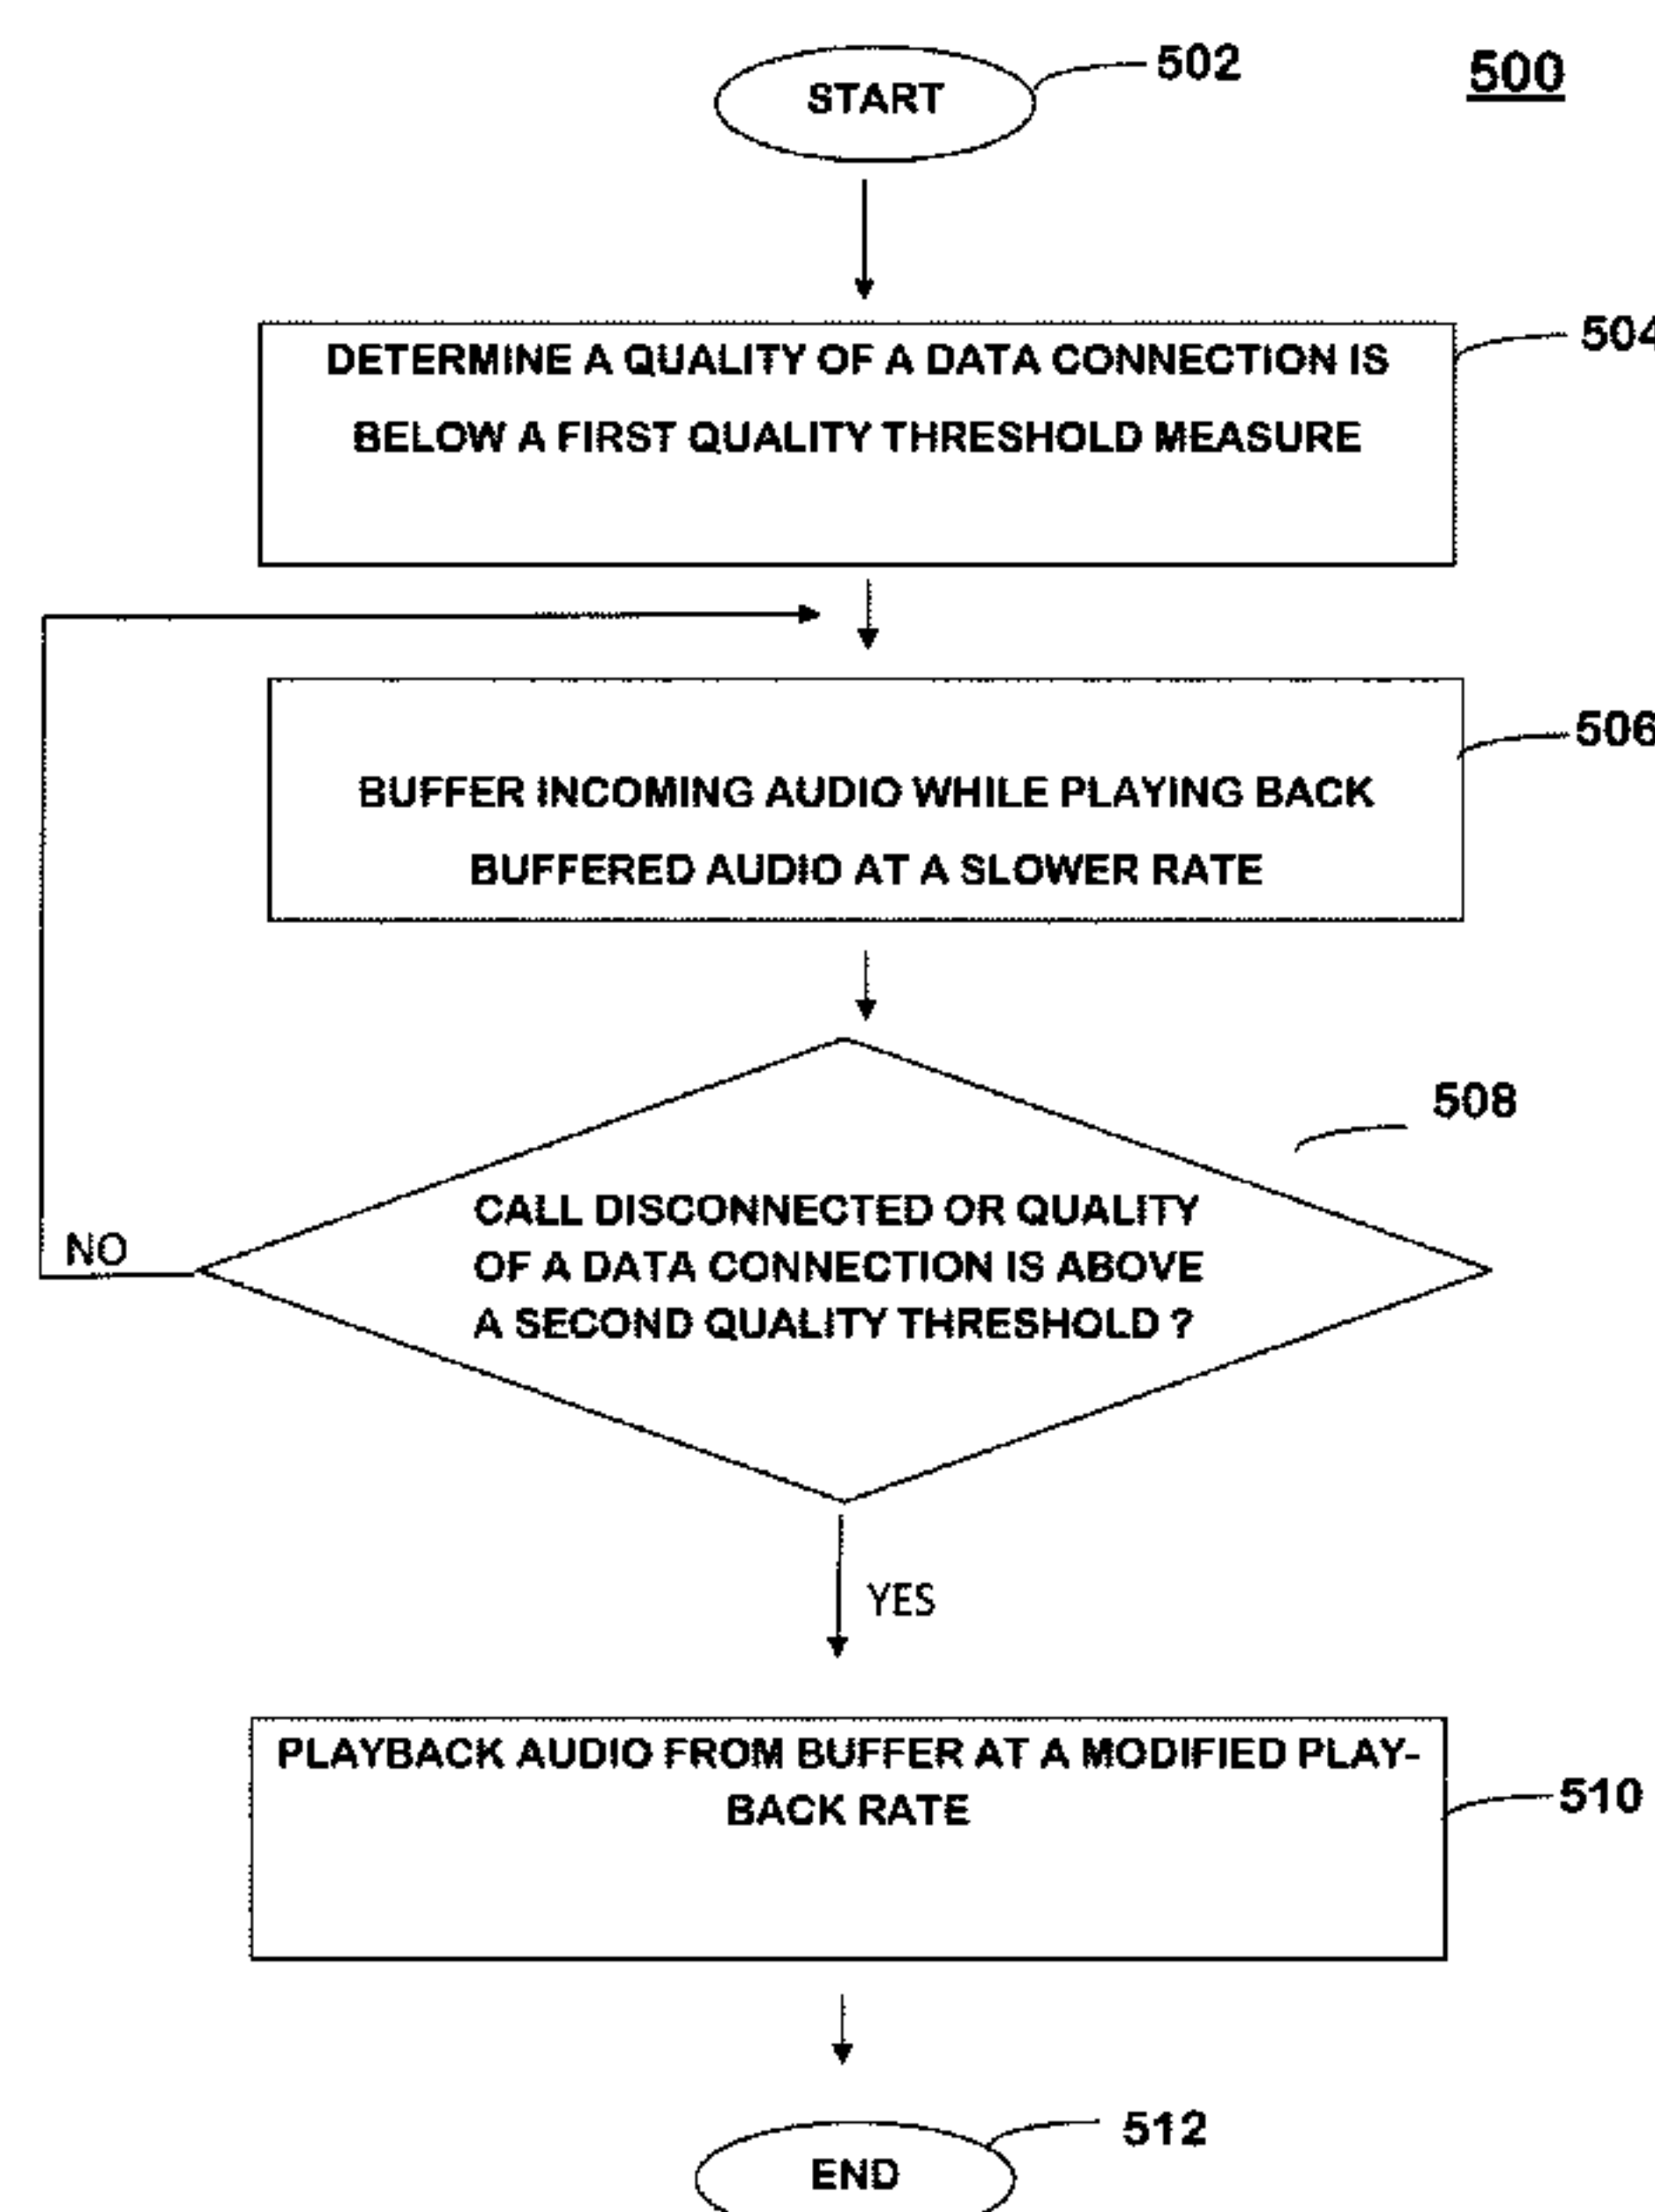 START
502
500
504
DETERMINE A QUALITY OF A DATA CONNECTION IS
BELOW A FIRST QUALITY THRESHOLD MEASURE
506
BUFFER INCOMING AUDIO WHILE PLAYING BACK
BUFFERED AUDIO AT A SLOWER RATE
508
CALL DISCONNECTED OR QUALITY
OF A DATA CONNECTION IS ABOVE
A SECOND QUALITY THRESHOLD ?
NO
YES
PLAYBACK AUDIO FROM BUFFER AT A MODIFIED PLAY-
BACK RATE
510
512
END